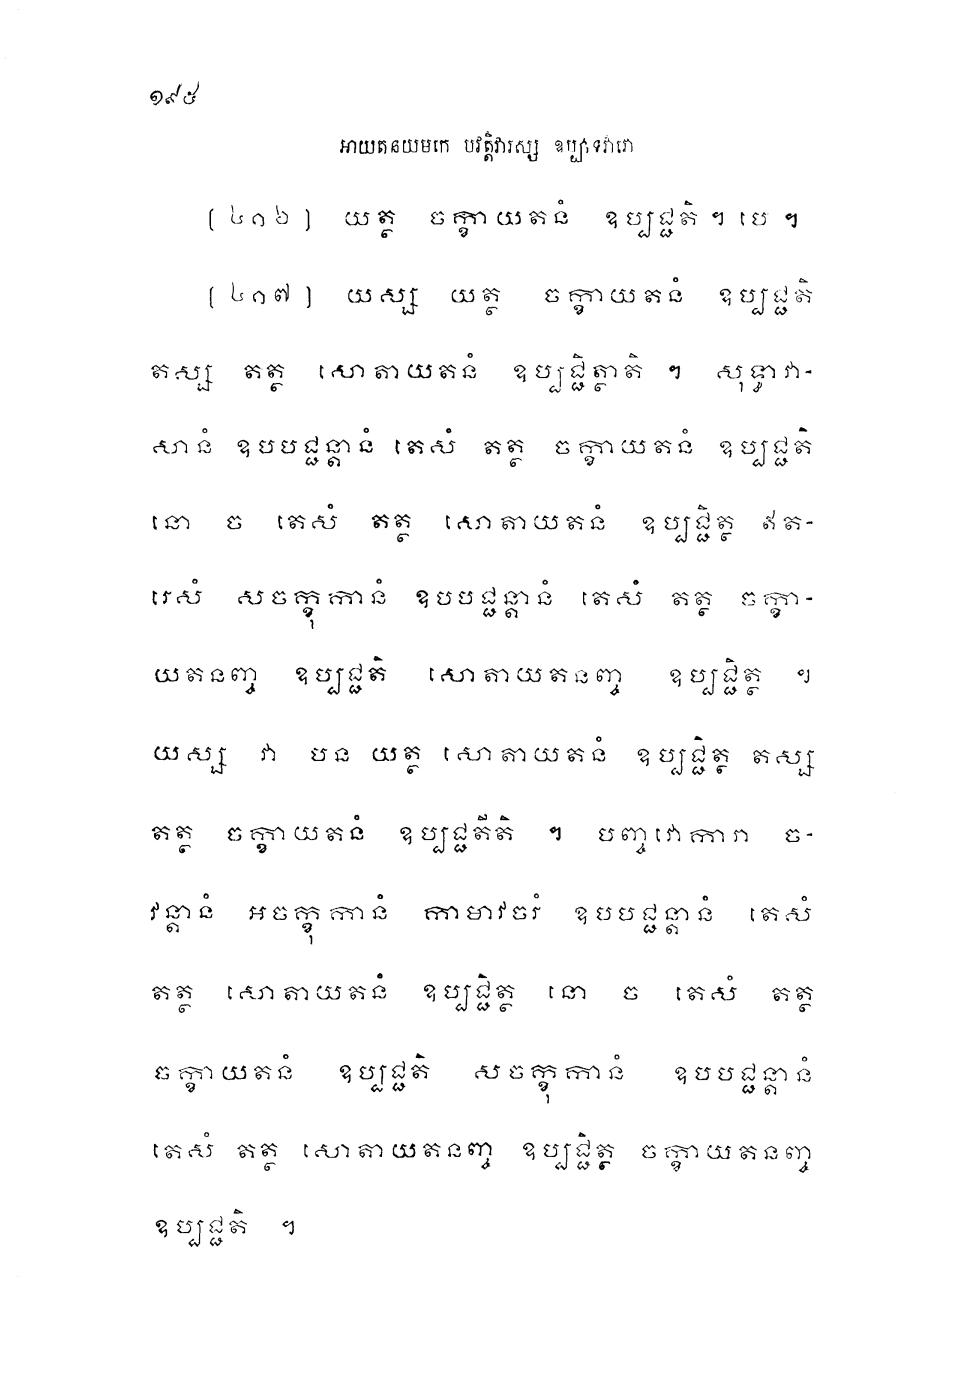 ១៩៥
អាយតនយមកេ បវត្តិវារស្ស ឧប្បាទវារោ
[៤១៦] យត្ថ ចក្ខាយតនំ ឧប្បជ្ជតិ។ បេ ។
[៤១៧] យស្ស យត្ថ ចក្ខាយតនំ ឧប្បជ្ជតិ
តស្ស តត្ថ សោតាយតនំ ឧប្បជ្ជិត្ថាតិ ។ សុទ្ធាវា-
សានំ ឧបបជ្ជន្តានំ តេសំ តត្ថ ចក្ខាយតនំ ឧប្បជ្ជតិ
នោ ច តេសំ តត្ថ សោតាយតនំ ឧប្បជ្ជិត្ថ ឥត-
រេសំ សចក្ខុកានំ ឧបបជ្ជន្តានំ តេសំ តត្ថ ចក្ខា-
យតនញ្ច ឧប្បជ្ជតិ សោតាយតនញ្ច ឧប្បជ្ជិត្ថ ។
យស្ស វា បន យត្ថ សោតាយតនំ ឧប្បជ្ជិត្ថ តស្ស
តត្ថ ចក្ខាយតនំ ឧប្បជ្ជតីតិ ។ បញ្ចវោការា ច-
វន្តានំ អចក្ខុកានំ កាមាវចរំ ឧបបជ្ជន្តានំ តេសំ
តត្ថ សោតាយតនំ ឧប្បជ្ជិត្ថ នោ ច តេសំ តត្ថ
ចក្ខាយតនំ ឧប្បជ្ជតិ សចក្ខុកានំ ឧបបជ្ជន្តានំ
តេសំ តត្ថ សោតាយតនញ្ច ឧប្បជ្ជិត្ថ ចក្ខាយតនញ្ច
ឧប្បជ្ជតិ ។